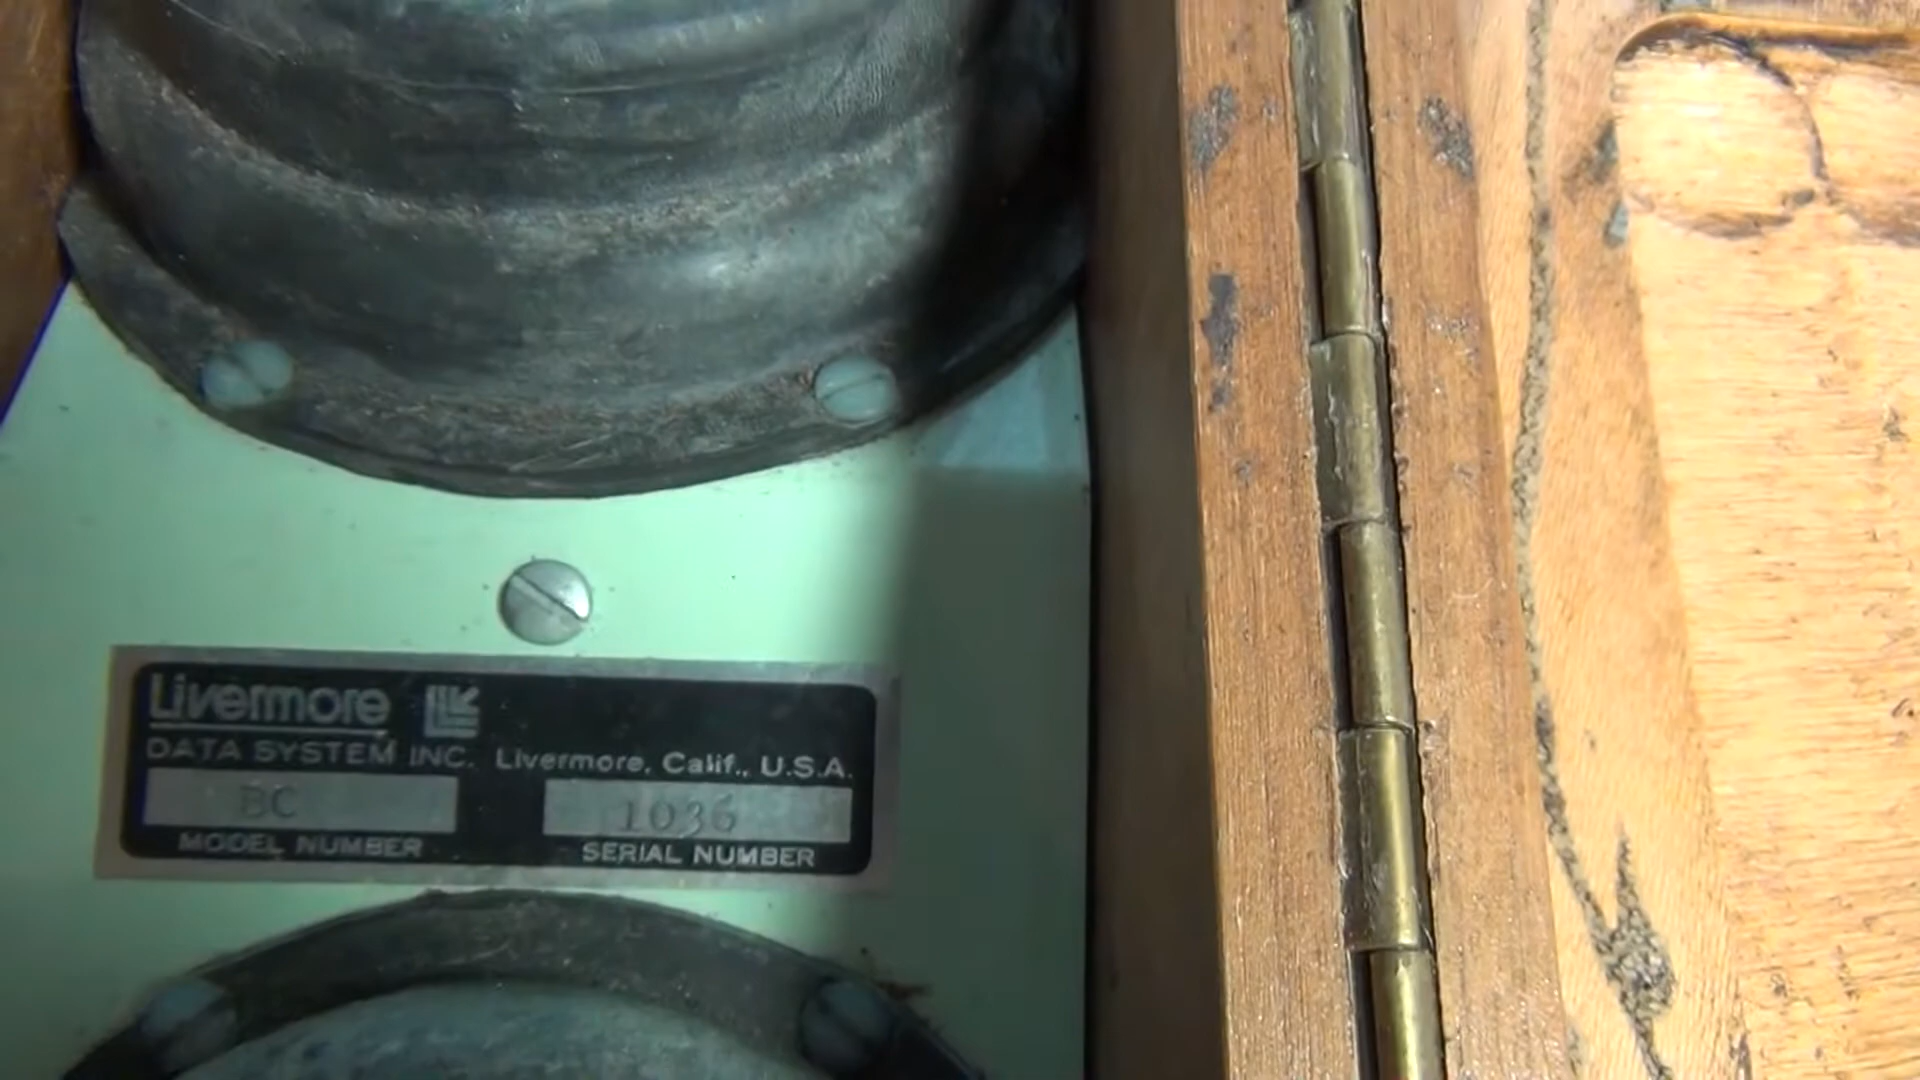 Livermore
DATA SYSTEM INC. Livermore, Calif., U.S.A.
BC 1036
MODEL NUMBER SERIAL NUMBER